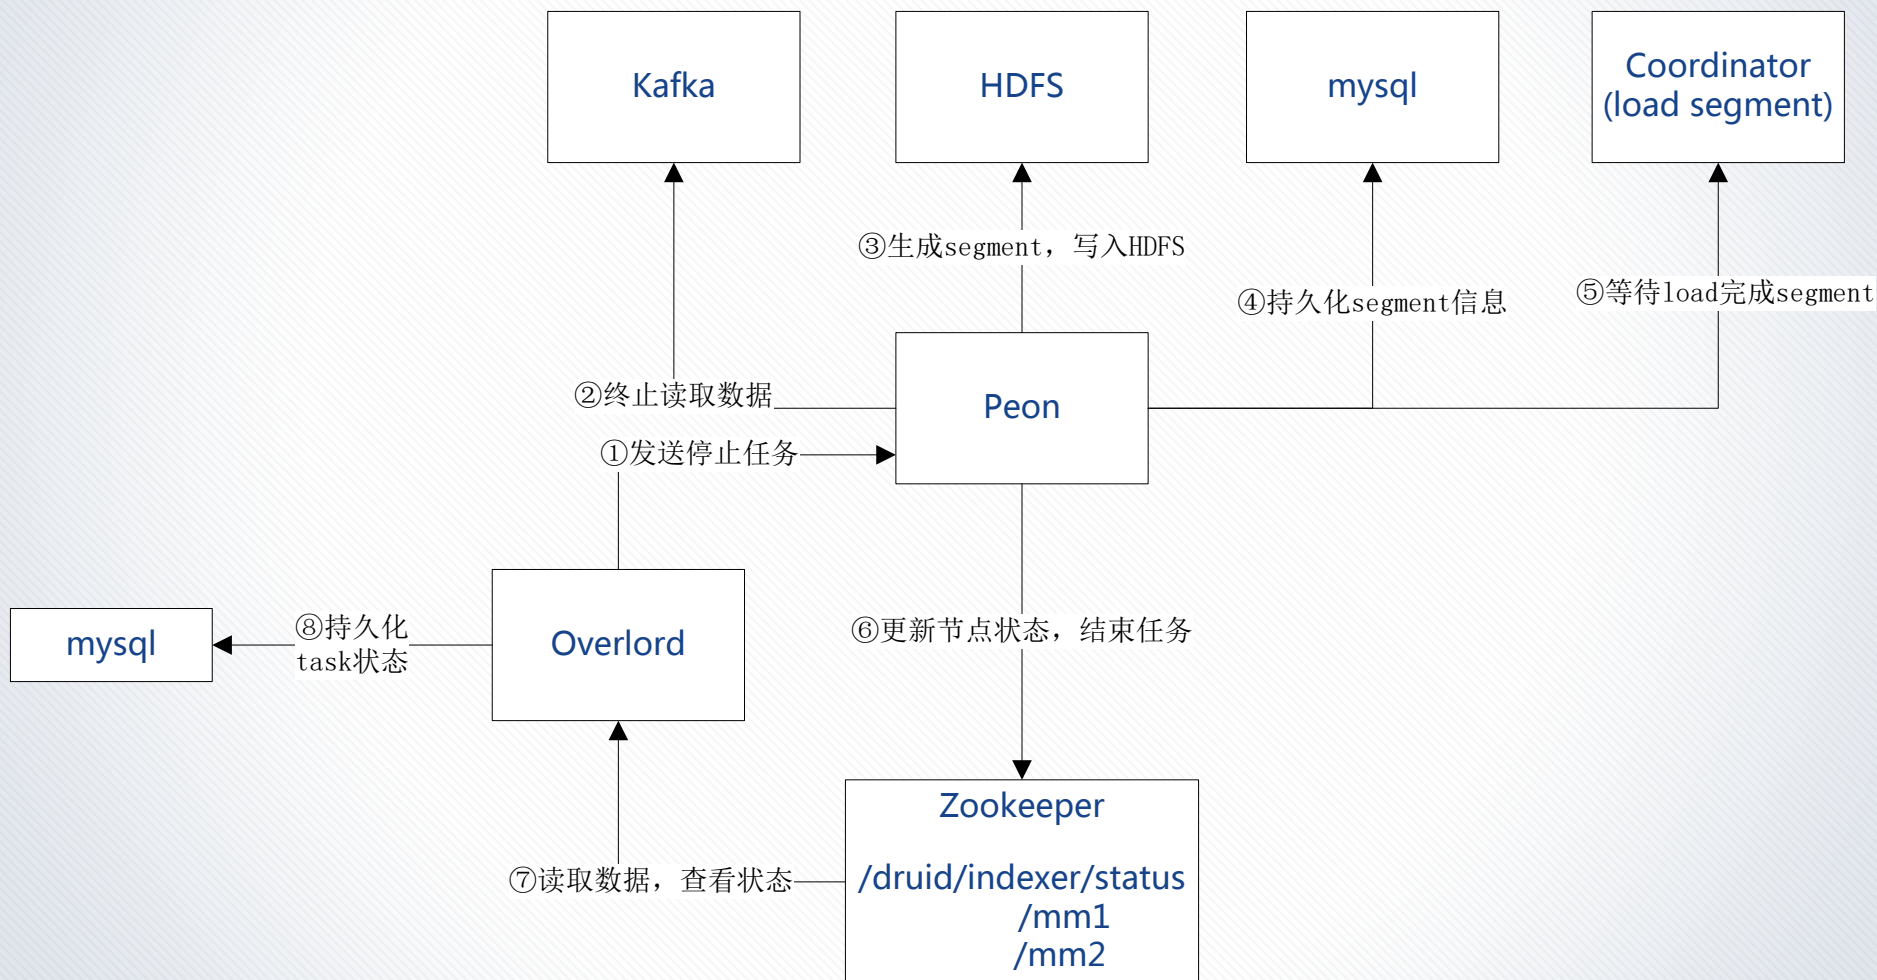 Kafka
HDFS
mysql
Coordinator
(load segment)
③生成segment，写入HDFS
④持久化segment信息
⑤等待load完成segment
②终止读取数据
Peon
①发送停止任务
mysql
⑧持久化
task状态
Overlord
⑥更新节点状态，结束任务
⑦读取数据，查看状态
Zookeeper
/druid/indexer/status
/mm1
/mm2